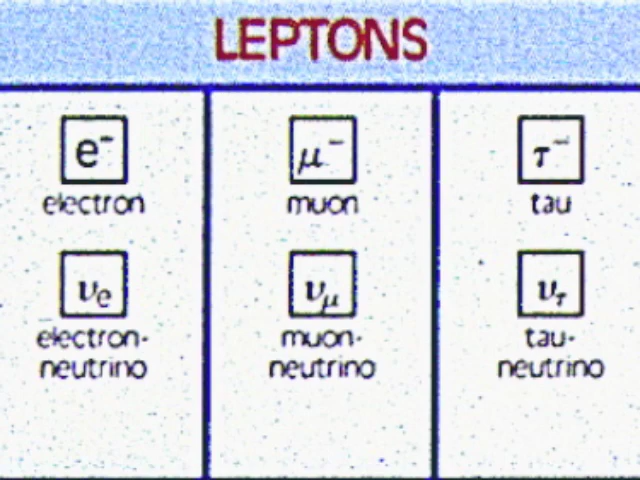 LEPTONS
e⁻ μ⁻ τ⁻
electron muon tau
νe νμ ντ
electron- muon- tau-
neutrino neutrino neutrino